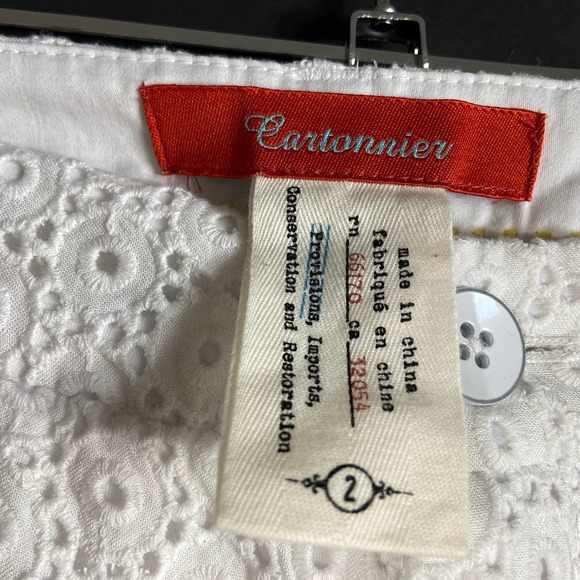 Cartonnier
made in china
fabriqué en chine
rn 66170 ca 32054
Provisions, Imports,
Conservation and Restoration
2